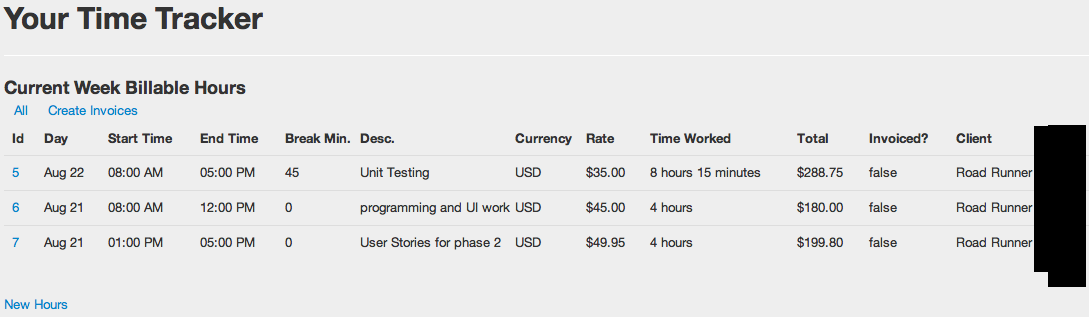 Your Time Tracker
Current Week Billable Hours
All Create Invoices
Id Day Start Time End Time Break Min. Desc. Currency Rate Time Worked Total Invoiced? Client
5 Aug 22 08:00 AM 05:00 PM 45 Unit Testing USD $35.00 8 hours 15 minutes $288.75 false Road Runner
6 Aug 21 08:00 AM 12:00 PM 0 programming and UI work USD $45.00 4 hours $180.00 false Road Runner
7 Aug 21 01:00 PM 05:00 PM 0 User Stories for phase 2 USD $49.95 4 hours $199.80 false Road Runner
New Hours